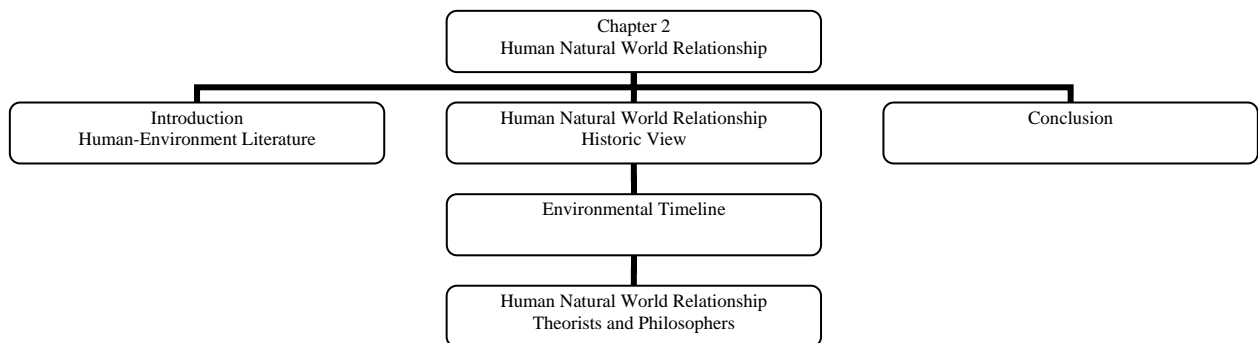 Chapter 2
Human Natural World Relationship
Introduction
Human-Environment Literature
Human Natural World Relationship
Historic View
Conclusion
Environmental Timeline
Human Natural World Relationship
Theorists and Philosophers